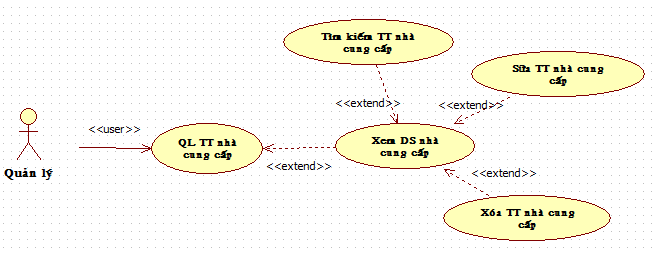 Tìm kiếm TT nhà
cung cấp
Sữa TT nhà cung
cấp
<<extend>>
<<extend>>
<<user>>
QL TT nhà
cung cấp
Xem DS nhà
cung cấp
<<extend>>
<<extend>>
Quản lý
Xóa TT nhà cung
cấp